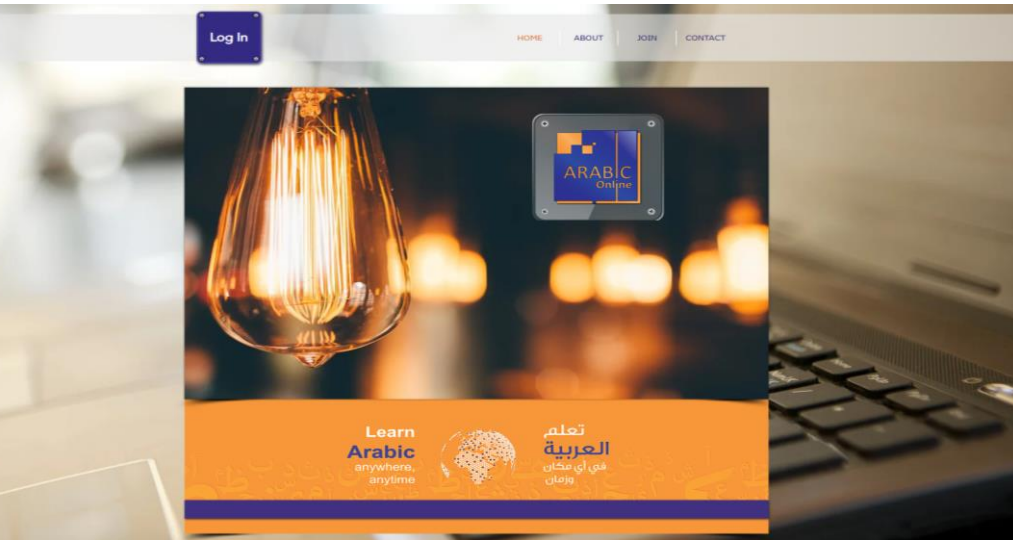 Log In
HOME
ABOUT
JOIN
CONTACT
ARABIC
Online
Learn
Arabic
anywhere,
anytime
تعلم
العربية
في أي مكان
وزمان